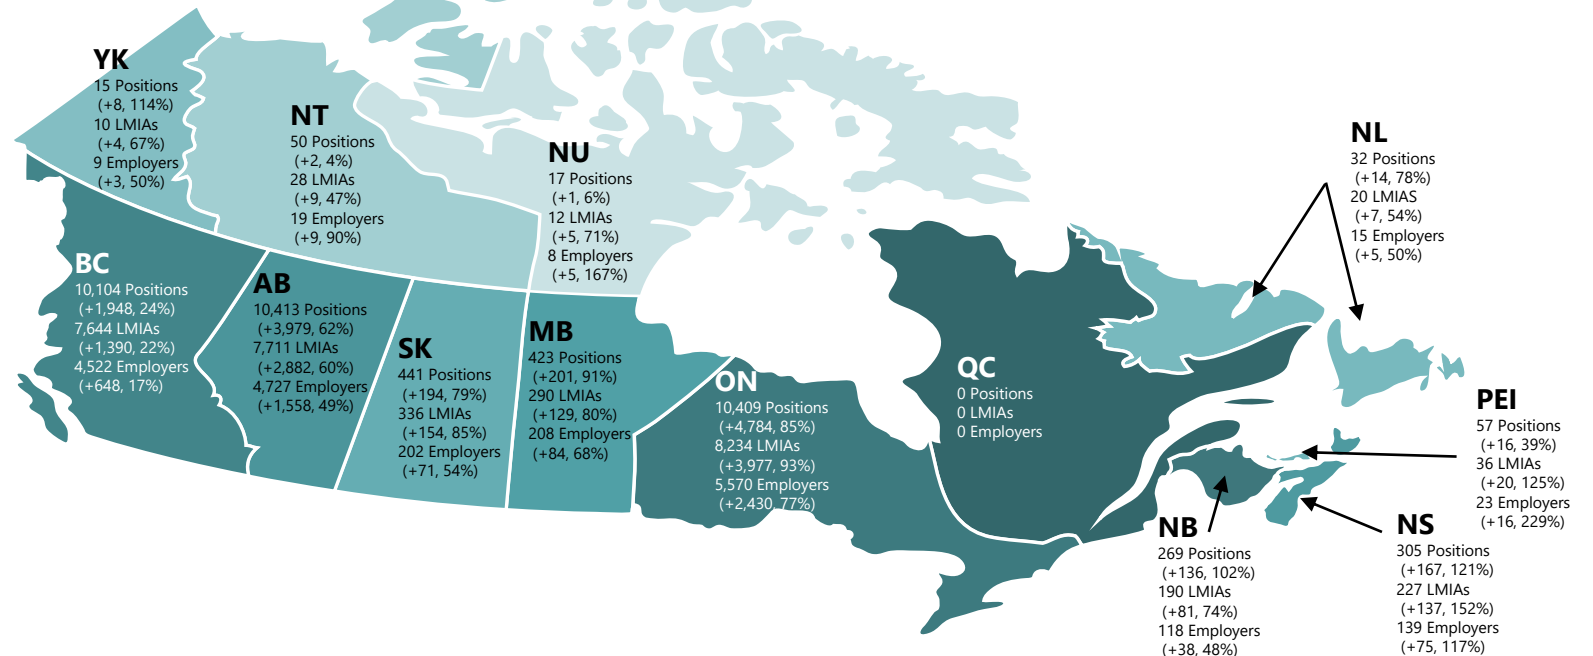 YK
15 Positions
(+8, 114%)
10 LMIAs
(+4, 67%)
9 Employers
(+3, 50%)
NT
50 Positions
(+2, 4%)
28 LMIAs
(+9, 47%)
19 Employers
(+9, 90%)
NU
17 Positions
(+1, 6%)
12 LMIAs
(+5, 71%)
8 Employers
(+5, 167%)
NL
32 Positions
(+14, 78%)
20 LMIAS
(+7, 54%)
15 Employers
(+5, 50%)
BC
10,104 Positions
(+1,948, 24%)
7,644 LMIAs
(+1,390, 22%)
4,522 Employers
(+648, 17%)
AB
10,413 Positions
(+3,979, 62%)
7,711 LMIAs
(+2,882, 60%)
4,727 Employers
(+1,558, 49%)
SK
441 Positions
(+194, 79%)
336 LMIAs
(+154, 85%)
202 Employers
(+71, 54%)
MB
423 Positions
(+201, 91%)
290 LMIAs
(+129, 80%)
208 Employers
(+84, 68%)
ON
10,409 Positions
(+4,784, 85%)
8,234 LMIAs
(+3,977, 93%)
5,570 Employers
(+2,430, 77%)
QC
0 Positions
0 LMIAs
0 Employers
PEI
57 Positions
(+16, 39%)
36 LMIAs
(+20, 125%)
23 Employers
(+16, 229%)
NB
269 Positions
(+136, 102%)
190 LMIAs
(+81, 74%)
118 Employers
(+38, 48%)
NS
305 Positions
(+167, 121%)
227 LMIAs
(+137, 152%)
139 Employers
(+75, 117%)